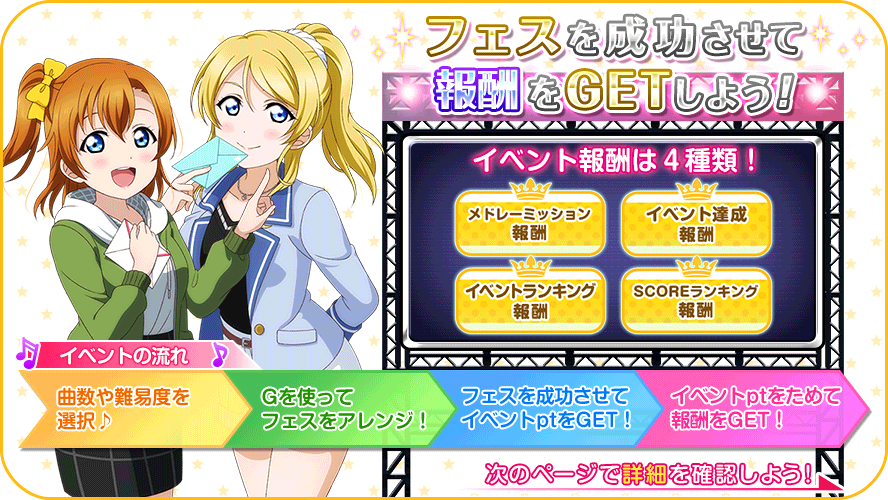 フェスを成功させて
報酬をGETしよう!
イベント報酬は4種類!
メドレーミッション
報酬
イベント達成
報酬
イベントランキング
報酬
SCOREランキング
報酬
イベントの流れ
曲数や難易度を
選択♪
Gを使って
フェスをアレンジ!
フェスを成功させて
イベントptをGET!
イベントptをためて
報酬をGET!
次のページで詳細を確認しよう!